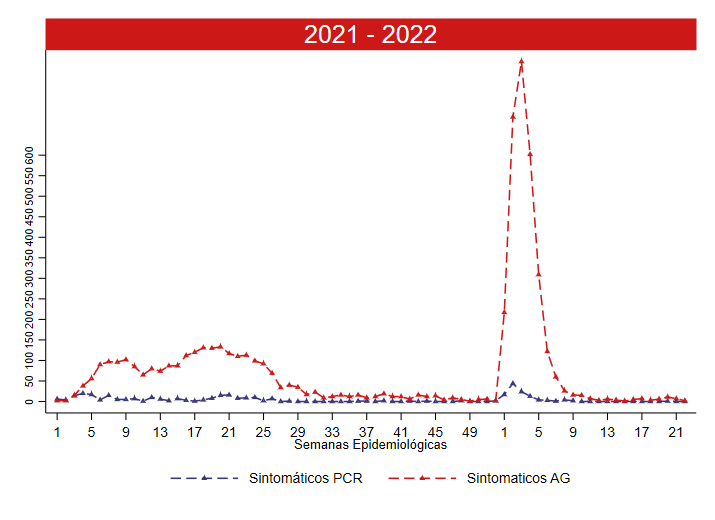 2021 - 2022
0 50 100 150 200 250 300 350 400 450 500 550 600
1 5 9 13 17 21 25 29 33 37 41 45 49 1 5 9 13 17 21
Semanas Epidemiológicas
Sintomáticos PCR Sintomaticos AG